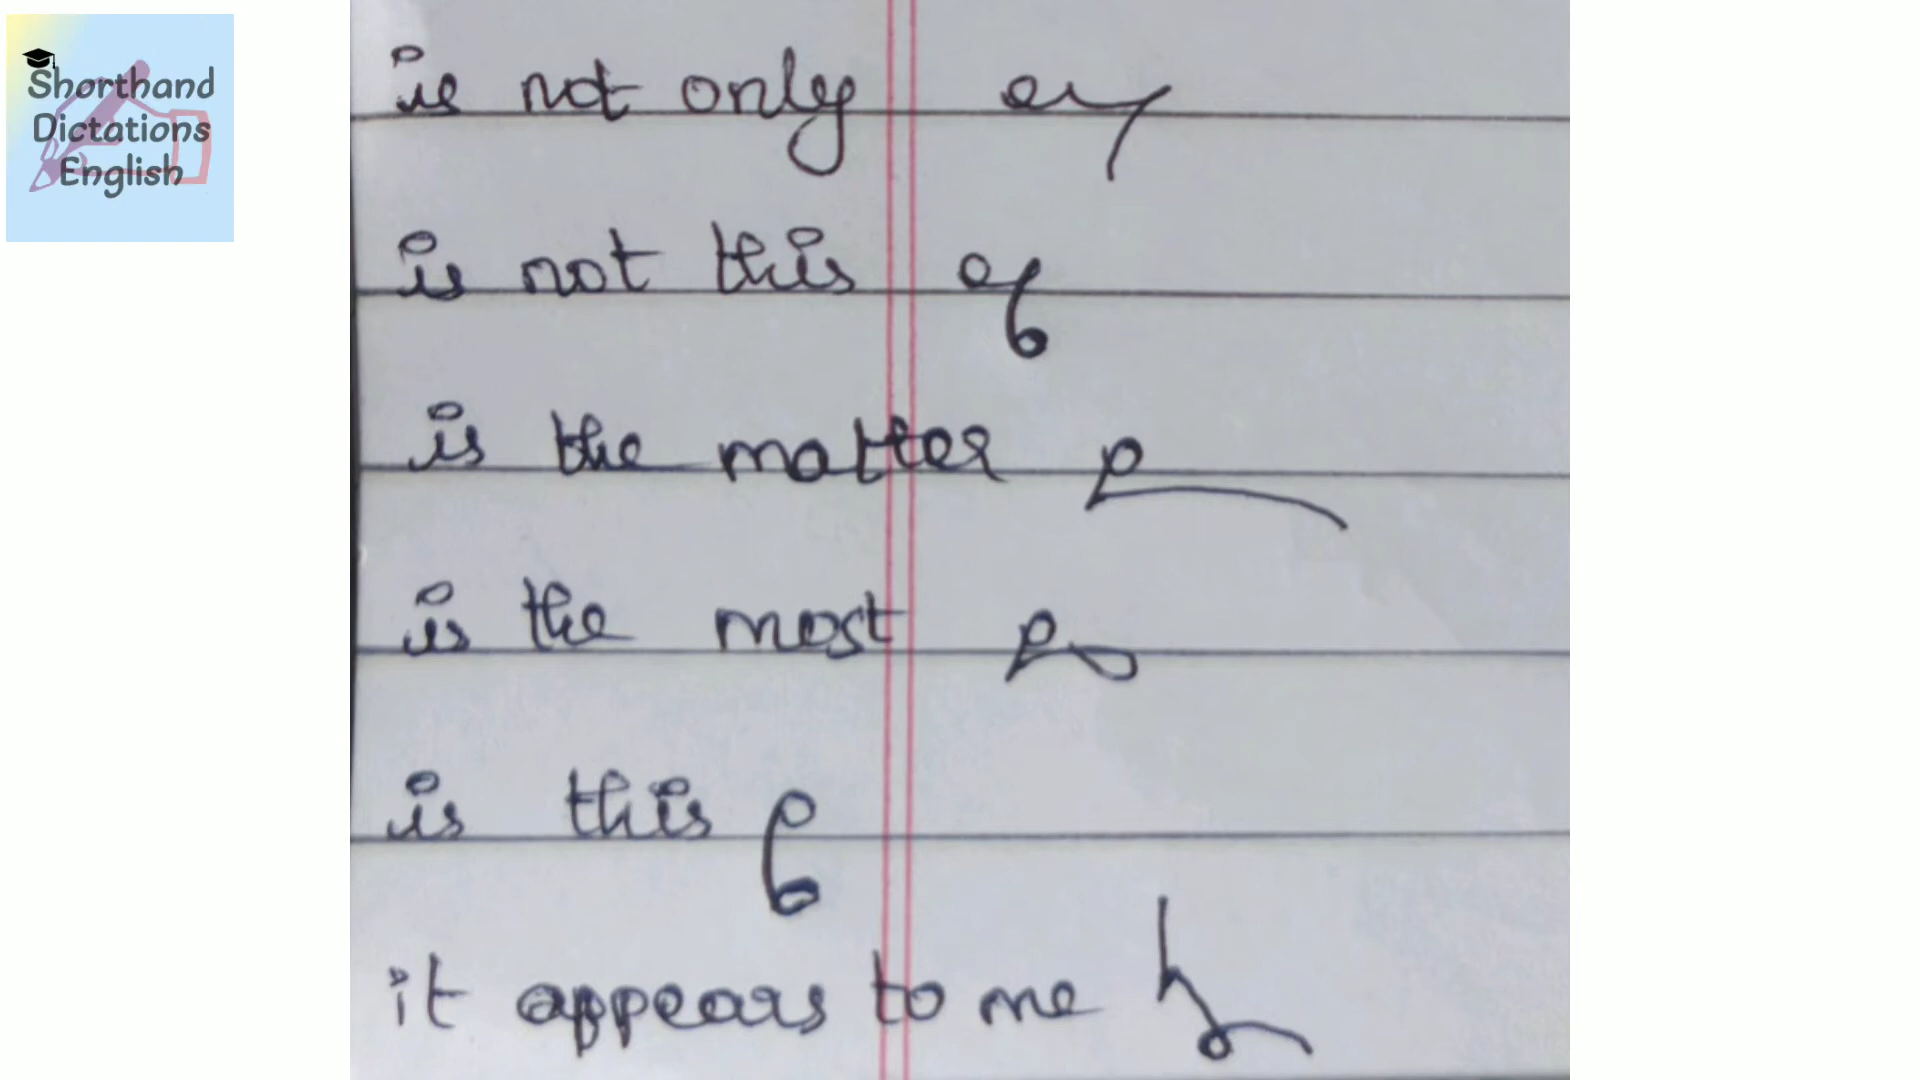 Shorthand
Dictations
English
is not only
is not this
is the matter
is the most
is this
it appears to me